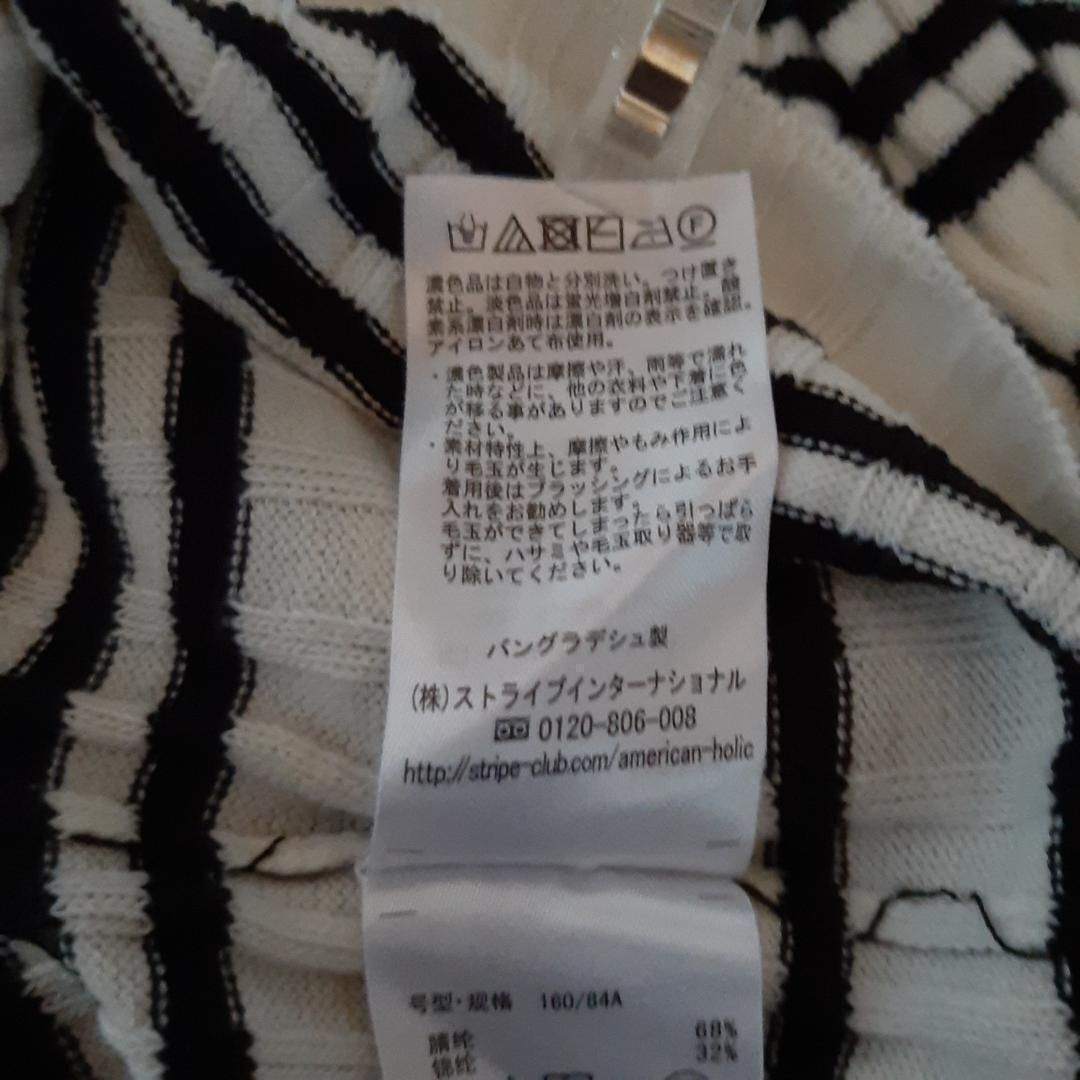 F
濃色品は白物と分別洗い。つけ置き
禁止。淡色品は蛍光増白剤禁止。酸
素系漂白剤時は漂白剤の表示を確認。
アイロンあて布使用。
・濃色製品は摩擦や汗、雨等で濡れ
た時などに、他の衣料や下着に色
が移る事がありますのでご注意く
ださい。
・素材特性上、摩擦やもみ作用によ
り毛玉が生じます。
着用後はブラッシングによるお手
入れをお勧めします。
毛玉ができてしまったら引っぱら
ずに、ハサミや毛玉取り器等で取
り除いてください。
バングラデシュ製
(株)ストライプインターナショナル
0120-806-008
http://stripe-club.com/american-holic
号型·规格 160/84A
腈纶 68%
锦纶 32%